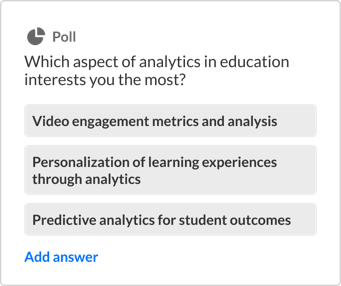 Poll
Which aspect of analytics in education
interests you the most?
Video engagement metrics and analysis
Personalization of learning experiences
through analytics
Predictive analytics for student outcomes
Add answer